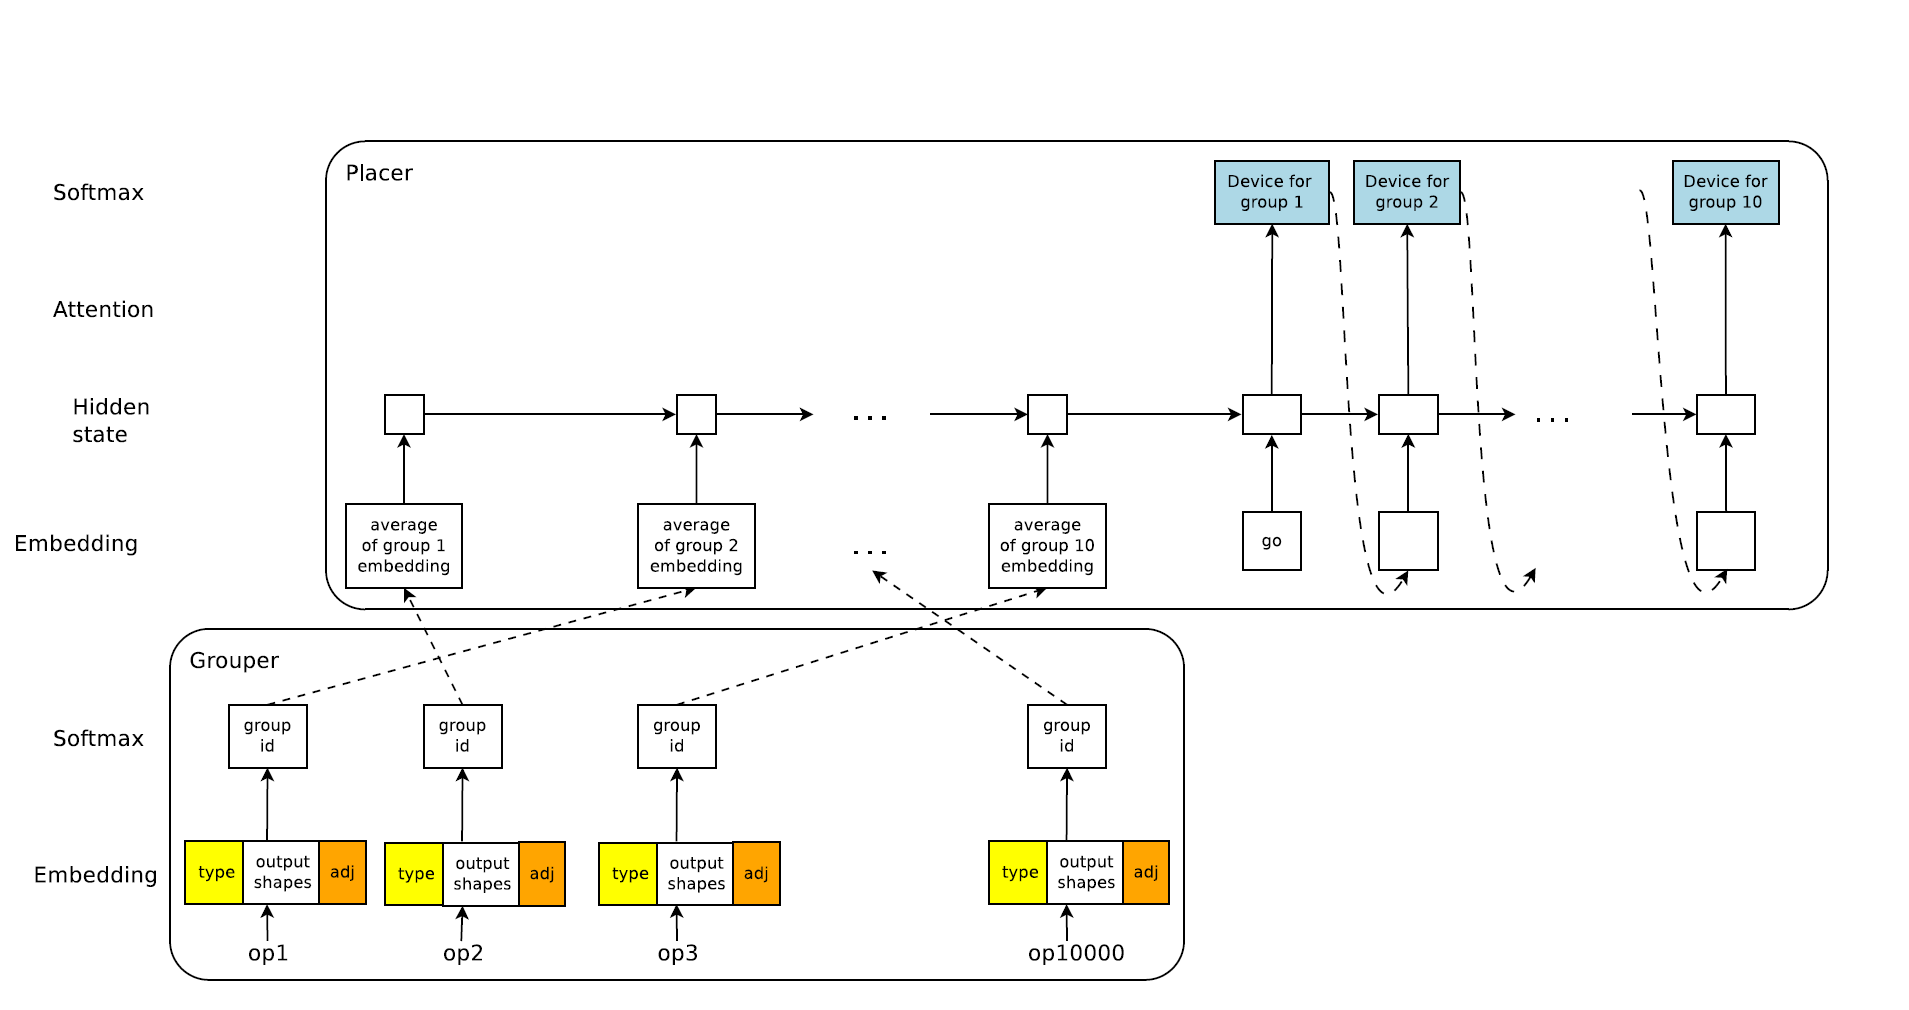 Placer
Softmax
Device for
group 1
Device for
group 2
Device for
group 10
Attention
Hidden
state
...
...
Embedding
average
of group 1
embedding
average
of group 2
embedding
...
average
of group 10
embedding
go
Grouper
Softmax
group
id
group
id
group
id
group
id
Embedding
type
output
shapes
adj
type
output
shapes
adj
type
output
shapes
adj
type
output
shapes
adj
op1
op2
op3
op10000